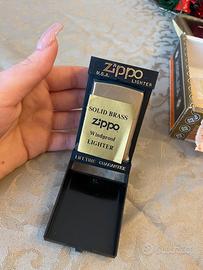 zippo
U.S.A. LIGHTER
SOLID BRASS
zippo
Windproof
LIGHTER
LIFETIME GUARANTEE